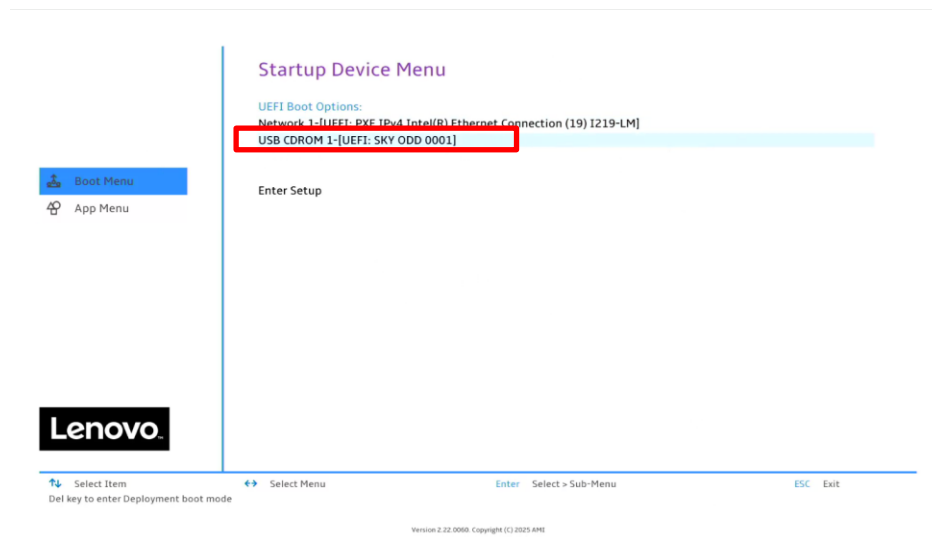 Startup Device Menu
UEFI Boot Options:
Network 1-[UEFI: PXE IPv4 Intel(R) Ethernet Connection (19) I219-LM]
USB CDROM 1-[UEFI: SKY ODD 0001]
Enter Setup
Boot Menu
App Menu
Lenovo
Select Item
Select Menu
Enter Select > Sub-Menu
ESC Exit
Del key to enter Deployment boot mode
Version 2.22.0060. Copyright (C) 2025 AMI